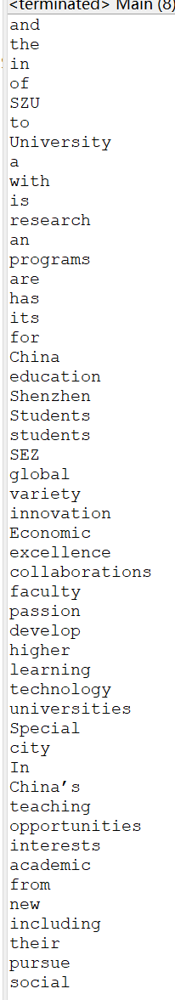 <terminated> Main (8)
and
the
in
of
SZU
to
University
a
with
is
research
an
programs
are
has
its
for
China
education
Shenzhen
Students
students
SEZ
global
variety
innovation
Economic
excellence
collaborations
faculty
passion
develop
higher
learning
technology
universities
Special
city
In
China’s
teaching
opportunities
interests
academic
from
new
including
their
pursue
social